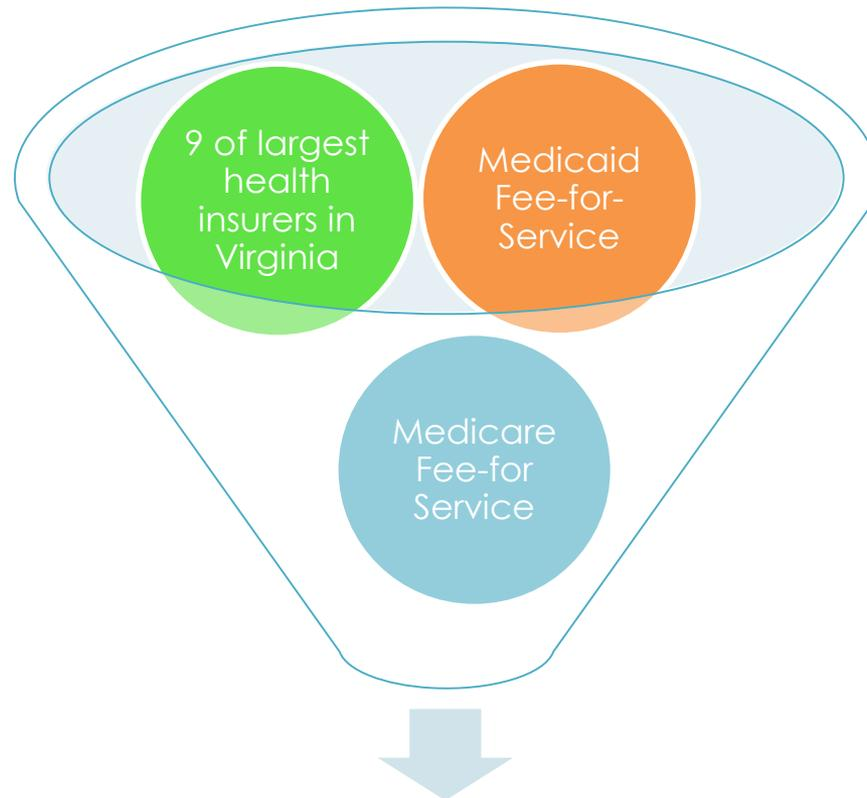 9 of largest
health
insurers in
Virginia
Medicaid
Fee-for-
Service
Medicare
Fee-for
Service